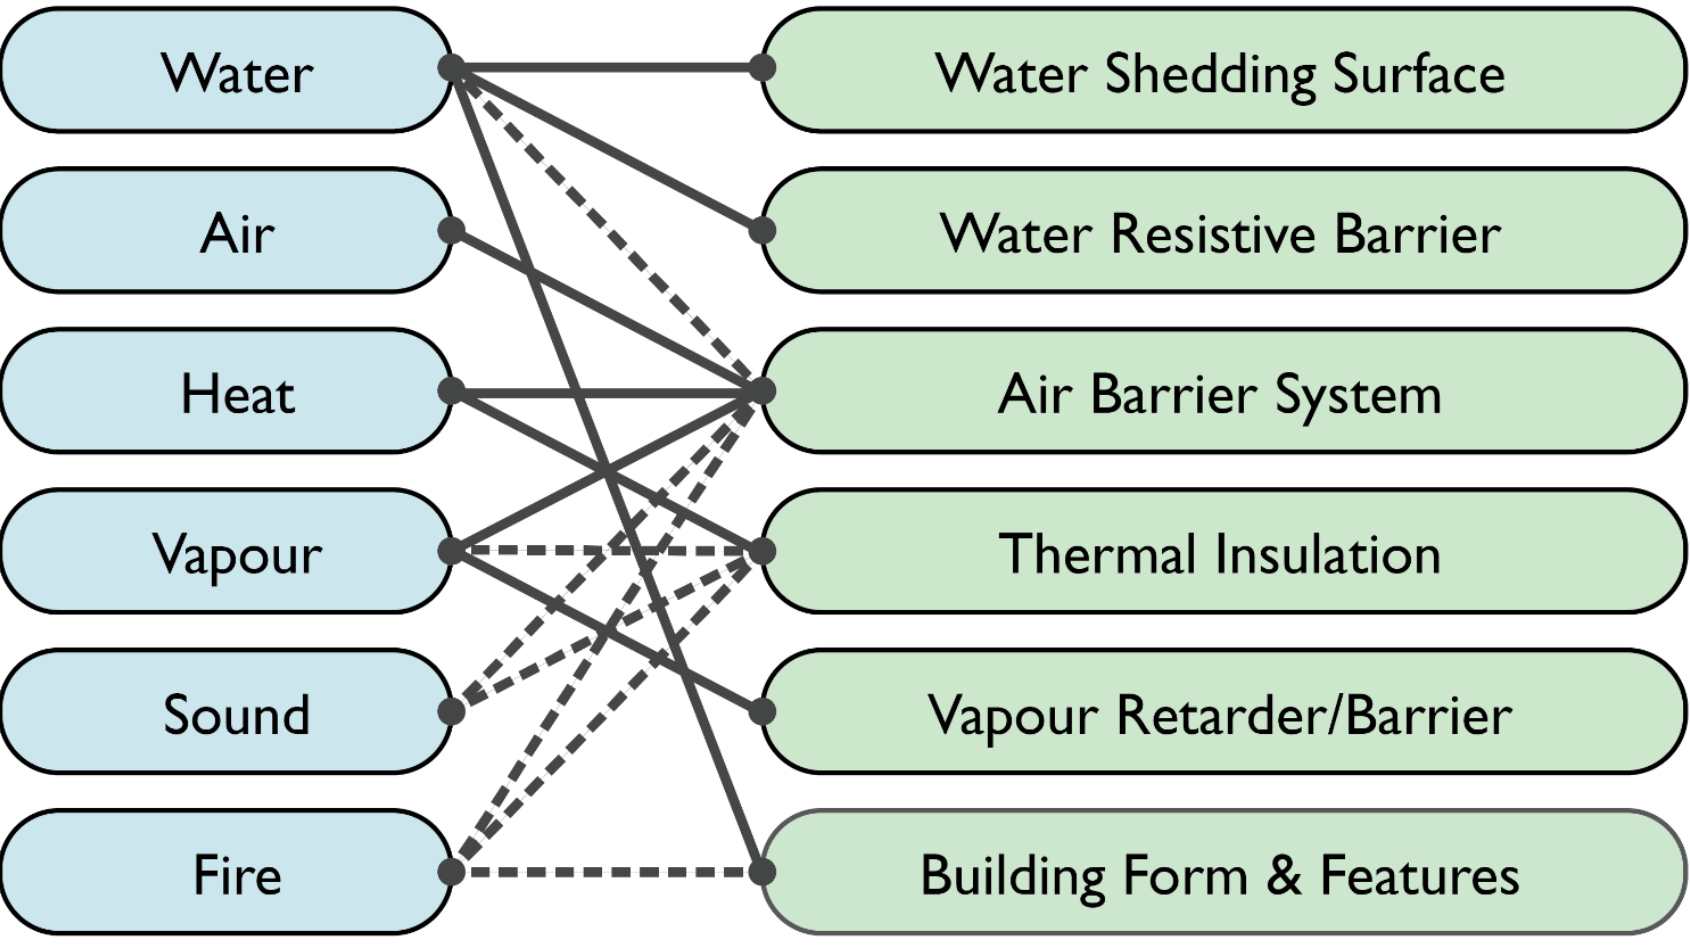 Water
Water Shedding Surface
Air
Water Resistive Barrier
Heat
Air Barrier System
Vapour
Thermal Insulation
Sound
Vapour Retarder/Barrier
Fire
Building Form & Features